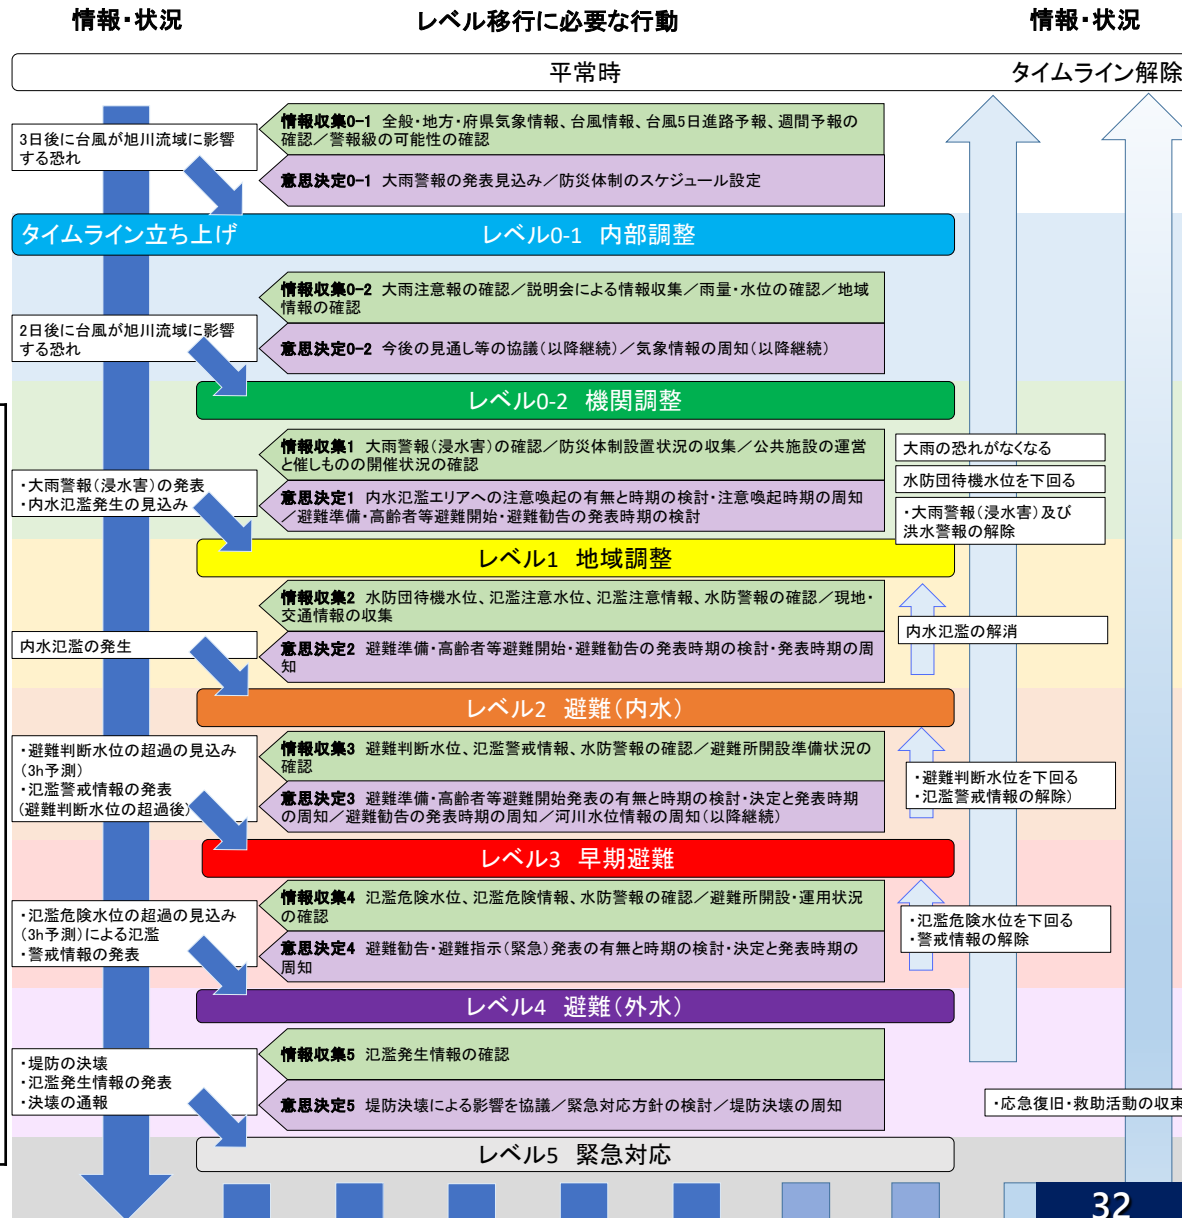 情報・状況
レベル移行に必要な行動
情報・状況
平常時
タイムライン解除
3日後に台風が旭川流域に影響
する恐れ
情報収集0-1 全般・地方・府県気象情報、台風情報、台風5日進路予報、週間予報の
確認／警報級の可能性の確認
意思決定0-1 大雨警報の発表見込み／防災体制のスケジュール設定
タイムライン立ち上げ
レベル0-1 内部調整
2日後に台風が旭川流域に影響
する恐れ
情報収集0-2 大雨注意報の確認／説明会による情報収集／雨量・水位の確認／地域
情報の確認
意思決定0-2 今後の見通し等の協議(以降継続)／気象情報の周知(以降継続)
レベル0-2 機関調整
・大雨警報(浸水害)の発表
・内水氾濫発生の見込み
情報収集1 大雨警報(浸水害)の確認／防災体制設置状況の収集／公共施設の運営
と催しものの開催状況の確認
意思決定1 内水氾濫エリアへの注意喚起の有無と時期の検討・注意喚起時期の周知
／避難準備・高齢者等避難開始・避難勧告の発表時期の検討
大雨の恐れがなくなる
水防団待機水位を下回る
・大雨警報(浸水害)及び
洪水警報の解除
レベル1 地域調整
内水氾濫の発生
情報収集2 水防団待機水位、氾濫注意水位、氾濫注意情報、水防警報の確認／現地・
交通情報の収集
意思決定2 避難準備・高齢者等避難開始・避難勧告の発表時期の検討・発表時期の周
知
内水氾濫の解消
レベル2 避難(内水)
・避難判断水位の超過の見込み
(3h予測)
・氾濫警戒情報の発表
(避難判断水位の超過後)
情報収集3 避難判断水位、氾濫警戒情報、水防警報の確認／避難所開設準備状況の
確認
意思決定3 避難準備・高齢者等避難開始発表の有無と時期の検討・決定と発表時期
の周知／避難勧告の発表時期の周知／河川水位情報の周知(以降継続)
・避難判断水位を下回る
・氾濫警戒情報の解除)
レベル3 早期避難
・氾濫危険水位の超過の見込み
(3h予測)による氾濫
・警戒情報の発表
情報収集4 氾濫危険水位、氾濫危険情報、水防警報の確認／避難所開設・運用状況
の確認
意思決定4 避難勧告・避難指示(緊急)発表の有無と時期の検討・決定と発表時期の
周知
・氾濫危険水位を下回る
・警戒情報の解除
レベル4 避難(外水)
・堤防の決壊
・氾濫発生情報の発表
・決壊の通報
情報収集5 氾濫発生情報の確認
意思決定5 堤防決壊による影響を協議／緊急対応方針の検討／堤防決壊の周知
・応急復旧・救助活動の収束
レベル5 緊急対応
32